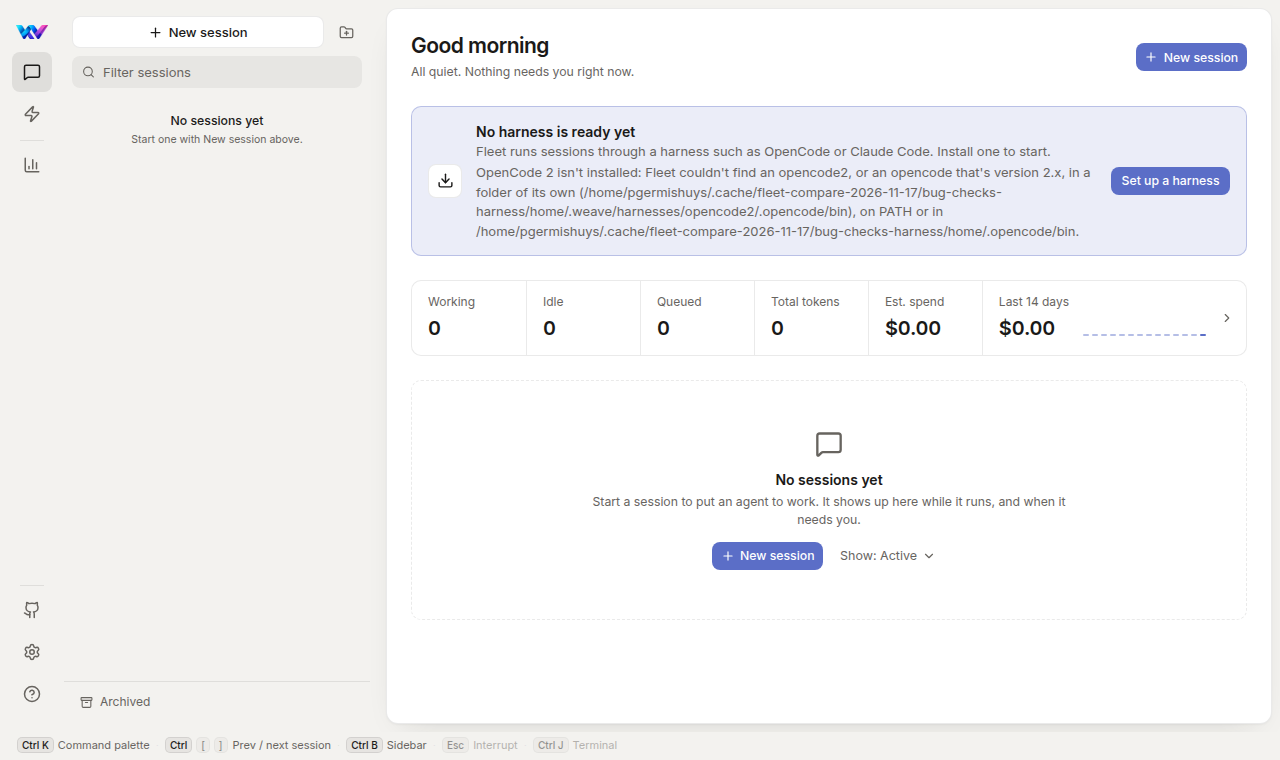 New session
Filter sessions
No sessions yet
Start one with New session above.
Archived
Good morning
All quiet. Nothing needs you right now.
New session
No harness is ready yet
Fleet runs sessions through a harness such as OpenCode or Claude Code. Install one to start.
OpenCode 2 isn't installed: Fleet couldn't find an opencode2, or an opencode that's version 2.x, in a
folder of its own (/home/pgermishuys/.cache/fleet-compare-2026-11-17/bug-checks-
harness/home/.weave/harnesses/opencode2/.opencode/bin), on PATH or in
/home/pgermishuys/.cache/fleet-compare-2026-11-17/bug-checks-harness/home/.opencode/bin.
Set up a harness
Working
0
Idle
0
Queued
0
Total tokens
0
Est. spend
$0.00
Last 14 days
$0.00
No sessions yet
Start a session to put an agent to work. It shows up here while it runs, and when it
needs you.
New session
Show: Active
Ctrl K Command palette
Ctrl [ ] Prev / next session
Ctrl B Sidebar
Esc Interrupt
Ctrl J Terminal